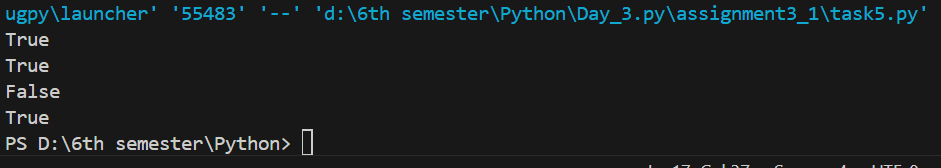 ugpy\launcher' '55483' '--' 'd:\6th semester\Python\Day_3.py\assignment3_1\task5.py'
True
True
False
True
PS D:\6th semester\Python>